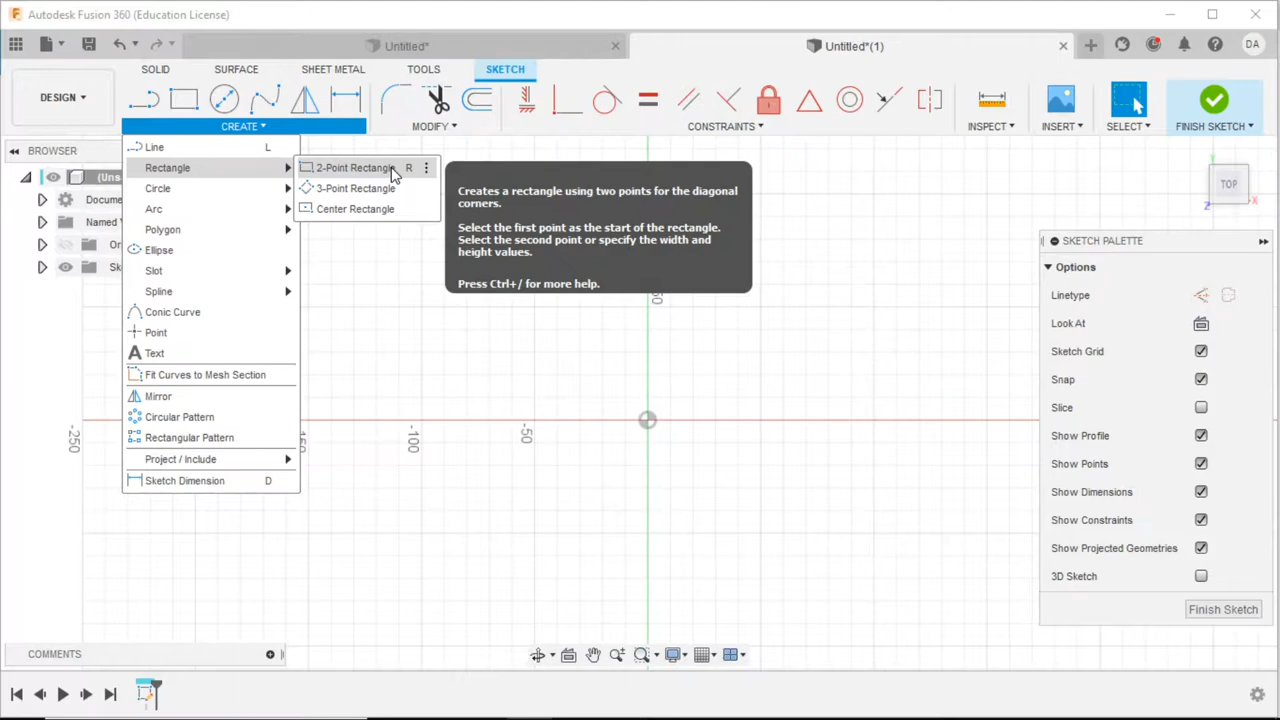 Autodesk Fusion 360 (Education License)
Untitled*
Untitled*(1)
DA
DESIGN
SOLID
SURFACE
SHEET METAL
TOOLS
SKETCH
CREATE
MODIFY
CONSTRAINTS
INSPECT
INSERT
SELECT
FINISH SKETCH
BROWSER
(Uns
Docume
Named V
Or
Sk
Line L
Rectangle
Circle
Arc
Polygon
Ellipse
Slot
Spline
Conic Curve
Point
Text
Fit Curves to Mesh Section
Mirror
Circular Pattern
Rectangular Pattern
Project / Include
Sketch Dimension D
2-Point Rectangle R
3-Point Rectangle
Center Rectangle
Creates a rectangle using two points for the diagonal
corners.
Select the first point as the start of the rectangle.
Select the second point or specify the width and
height values.
Press Ctrl+/ for more help.
TOP
Z
X
SKETCH PALETTE
Options
Linetype
Look At
Sketch Grid
Snap
Slice
Show Profile
Show Points
Show Dimensions
Show Constraints
Show Projected Geometries
3D Sketch
Finish Sketch
-250
-100
-50
COMMENTS